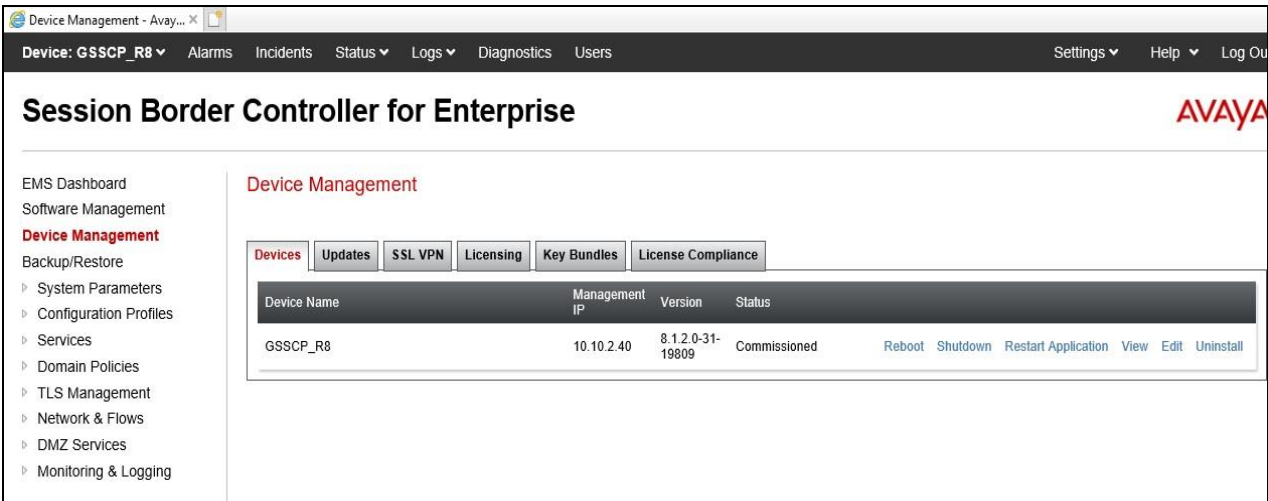 Device Management - Avay...
Device: GSSCP_R8 Alarms Incidents Status Logs Diagnostics Users Settings Help Log Ou
Session Border Controller for Enterprise
AVAYA
EMS Dashboard
Software Management
Device Management
Backup/Restore
System Parameters
Configuration Profiles
Services
Domain Policies
TLS Management
Network & Flows
DMZ Services
Monitoring & Logging
Device Management
Devices Updates SSL VPN Licensing Key Bundles License Compliance
Device Name Management IP Version Status
GSSCP_R8 10.10.2.40 8.1.2.0-31-19809 Commissioned Reboot Shutdown Restart Application View Edit Uninstall